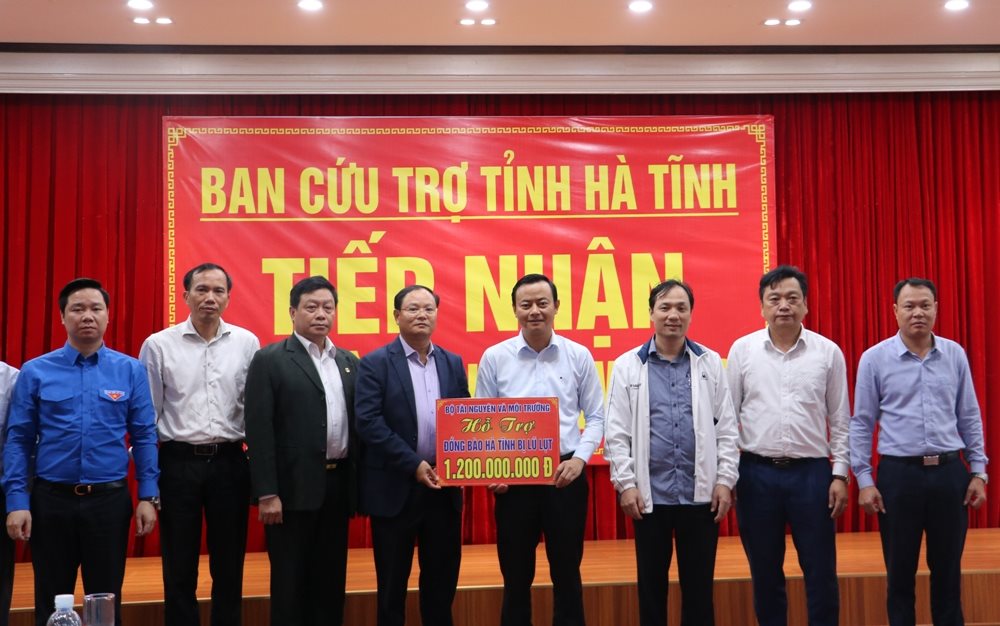 BAN CỨU TRỢ TỈNH HÀ TĨNH
TIẾP NHẬN
BỘ TÀI NGUYÊN VÀ MÔI TRƯỜNG
Hỗ Trợ
ĐỒNG BÀO HÀ TĨNH BỊ LŨ LỤT
1.200.000.000 Đ